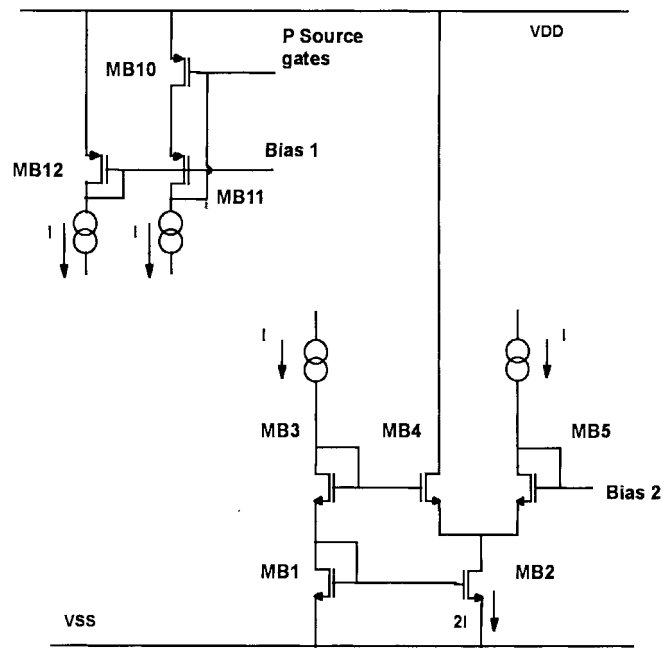 P Source
gates
VDD
MB10
Bias 1
MB12
MB11
I
I
I
I
MB3
MB4
MB5
Bias 2
MB1
MB2
VSS
2I